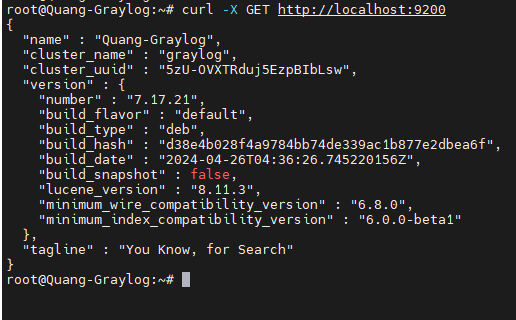 root@Quang-Graylog:~# curl -X GET http://localhost:9200
{
  "name" : "Quang-Graylog",
  "cluster_name" : "graylog",
  "cluster_uuid" : "5zU-OVXTRduj5EzpBIbLsw",
  "version" : {
    "number" : "7.17.21",
    "build_flavor" : "default",
    "build_type" : "deb",
    "build_hash" : "d38e4b028f4a9784bb74de339ac1b877e2dbea6f",
    "build_date" : "2024-04-26T04:36:26.745220156Z",
    "build_snapshot" : false,
    "lucene_version" : "8.11.3",
    "minimum_wire_compatibility_version" : "6.8.0",
    "minimum_index_compatibility_version" : "6.0.0-beta1"
  },
  "tagline" : "You Know, for Search"
}
root@Quang-Graylog:~#